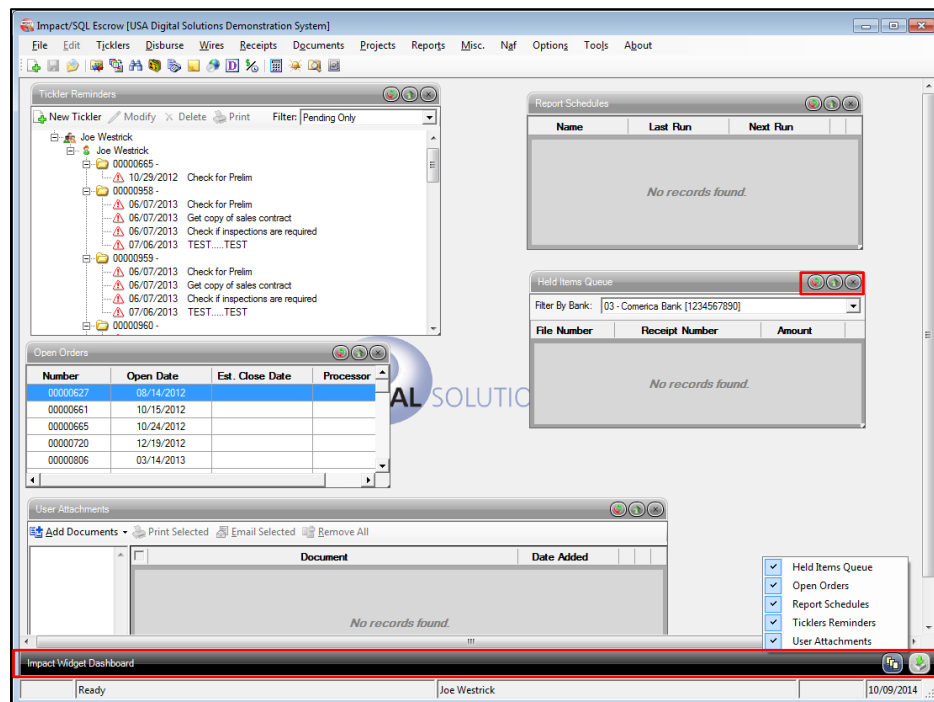 Impact/SQL Escrow [USA Digital Solutions Demonstration System]
File Edit Ticklers Disburse Wires Receipts Documents Projects Reports Misc. Naf Options Tools About
Tickler Reminders
New Tickler Modify Delete Print Filter: Pending Only
Joe Westrick
Joe Westrick
00000665 -
10/29/2012 Check for Prelim
00000958 -
06/07/2013 Check for Prelim
06/07/2013 Get copy of sales contract
06/07/2013 Check if inspections are required
07/06/2013 TEST.....TEST
00000959 -
06/07/2013 Check for Prelim
06/07/2013 Get copy of sales contract
06/07/2013 Check if inspections are required
07/06/2013 TEST.....TEST
00000960 -
Report Schedules
Name Last Run Next Run
No records found.
Held Items Queue
Filter By Bank: 03 - Comerica Bank [1234567890]
File Number Receipt Number Amount
No records found.
Open Orders
Number Open Date Est. Close Date Processor
00000627 08/14/2012
00000661 10/15/2012
00000665 10/24/2012
00000720 12/19/2012
00000806 03/14/2013
AL SOLUTIO
User Attachments
Add Documents Print Selected Email Selected Remove All
Document Date Added
No records found.
Held Items Queue
Open Orders
Report Schedules
Ticklers Reminders
User Attachments
Impact Widget Dashboard
Ready Joe Westrick 10/09/2014